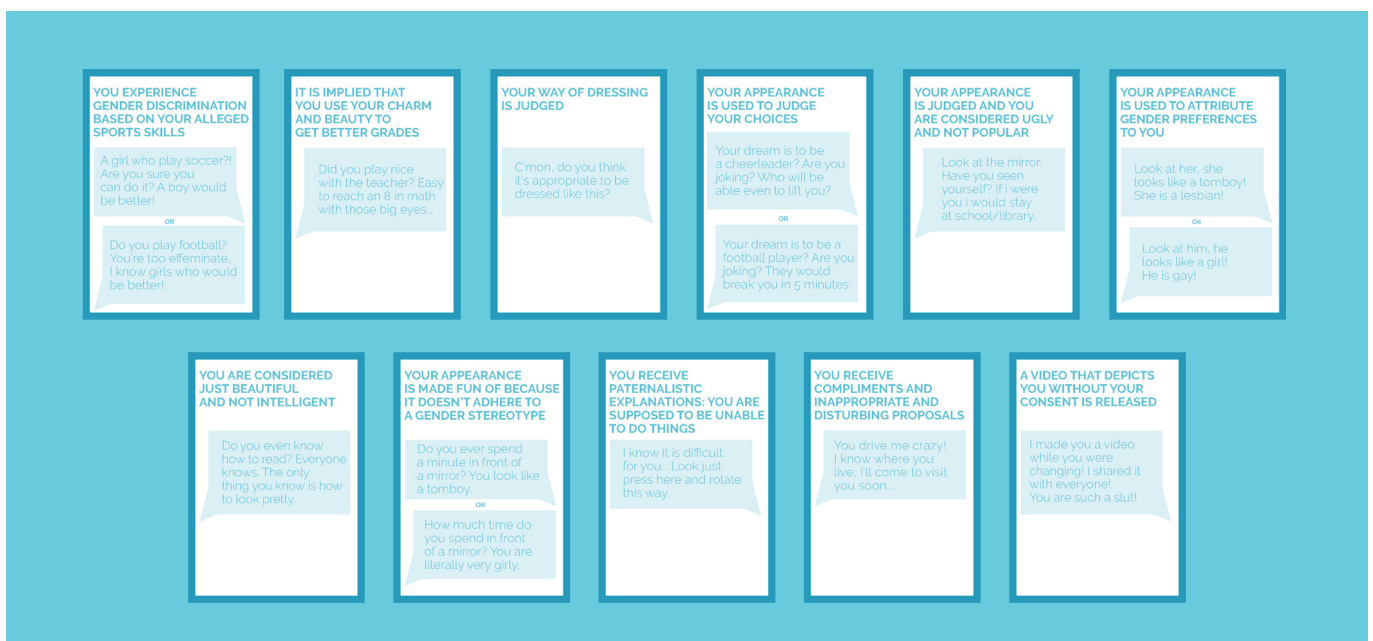 YOU EXPERIENCE
GENDER DISCRIMINATION
BASED ON YOUR ALLEGED
SPORTS SKILLS
A girl who play soccer?!
Are you sure you
can do it? A boy would
be better!
OR
Do you play football?
You're too effeminate,
I know girls who would
be better!
IT IS IMPLIED THAT
YOU USE YOUR CHARM
AND BEAUTY TO
GET BETTER GRADES
Did you play nice
with the teacher? Easy
to reach an 8 in math
with those big eyes...
YOUR WAY OF DRESSING
IS JUDGED
C'mon, do you think
it's appropriate to be
dressed like this?
YOUR APPEARANCE
IS USED TO JUDGE
YOUR CHOICES
Your dream is to be
a cheerleader? Are you
joking? Who will be
able even to lift you?
OR
Your dream is to be a
football player? Are you
joking? They would
break you in 5 minutes.
YOUR APPEARANCE
IS JUDGED AND YOU
ARE CONSIDERED UGLY
AND NOT POPULAR
Look at the mirror.
Have you seen
yourself? If i were
you I would stay
at school/library.
YOUR APPEARANCE
IS USED TO ATTRIBUTE
GENDER PREFERENCES
TO YOU
Look at her, she
looks like a tomboy!
She is a lesbian!
OR
Look at him, he
looks like a girl!
He is gay!
YOU ARE CONSIDERED
JUST BEAUTIFUL
AND NOT INTELLIGENT
Do you even know
how to read? Everyone
knows. The only
thing you know is how
to look pretty.
YOUR APPEARANCE
IS MADE FUN OF BECAUSE
IT DOESN'T ADHERE TO
A GENDER STEREOTYPE
Do you ever spend
a minute in front of
a mirror? You look like
a tomboy.
OR
How much time do
you spend in front
of a mirror? You are
literally very girly.
YOU RECEIVE
PATERNALISTIC
EXPLANATIONS: YOU ARE
SUPPOSED TO BE UNABLE
TO DO THINGS
I know it is difficult
for you... Look just
press here and rotate
this way.
YOU RECEIVE
COMPLIMENTS AND
INAPPROPRIATE AND
DISTURBING PROPOSALS
You drive me crazy!
I know where you
live, I'll come to visit
you soon...
A VIDEO THAT DEPICTS
YOU WITHOUT YOUR
CONSENT IS RELEASED
I made you a video
while you were
changing! I shared it
with everyone!
You are such a slut!